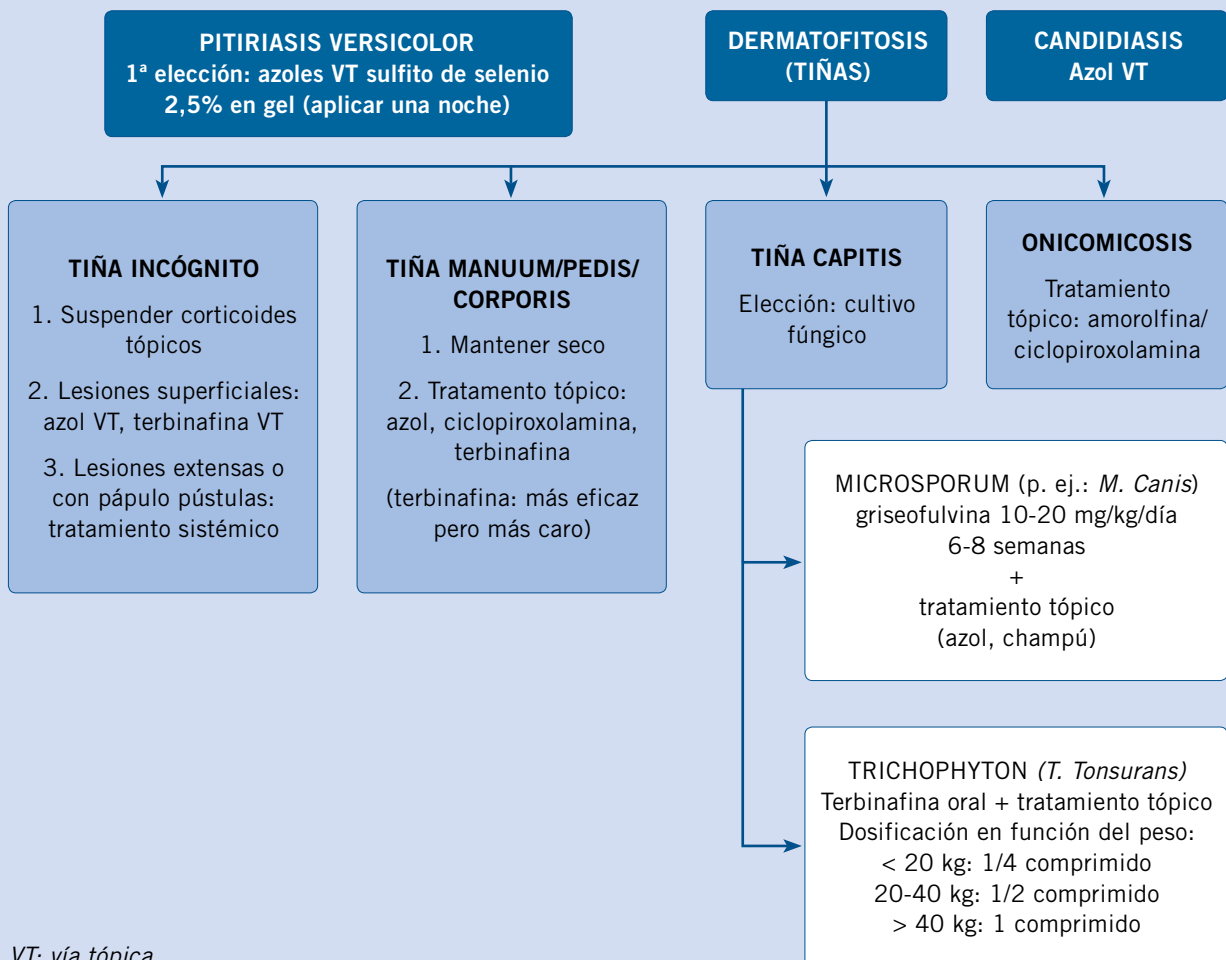 PITIRIASIS VERSICOLOR
1ª elección: azoles VT sulfito de selenio
2,5% en gel (aplicar una noche)
DERMATOFITOSIS
(TIÑAS)
CANDIDIASIS
Azol VT
TIÑA INCÓGNITO
1. Suspender corticoides
tópicos
2. Lesiones superficiales:
azol VT, terbinafina VT
3. Lesiones extensas o
con pápulo pústulas:
tratamiento sistémico
TIÑA MANUUM/PEDIS/
CORPORIS
1. Mantener seco
2. Tratamento tópico:
azol, ciclopiroxolamina,
terbinafina
(terbinafina: más eficaz
pero más caro)
TIÑA CAPITIS
Elección: cultivo
fúngico
ONICOMICOSIS
Tratamiento
tópico: amorolfina/
ciclopiroxolamina
MICROSPORUM (p. ej.: M. Canis)
griseofulvina 10-20 mg/kg/día
6-8 semanas
+
tratamiento tópico
(azol, champú)
TRICHOPHYTON (T. Tonsurans)
Terbinafina oral + tratamiento tópico
Dosificación en función del peso:
< 20 kg: 1/4 comprimido
20-40 kg: 1/2 comprimido
> 40 kg: 1 comprimido
VT: vía tópica